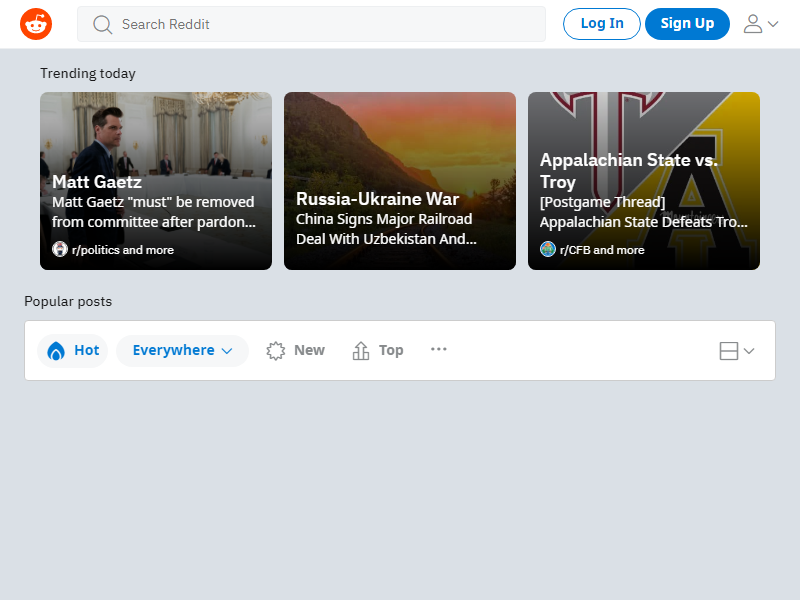 Search Reddit
Log In
Sign Up
Trending today
Matt Gaetz
Matt Gaetz "must" be removed
from committee after pardon...
r/politics and more
Russia-Ukraine War
China Signs Major Railroad
Deal With Uzbekistan And...
Appalachian State vs.
Troy
[Postgame Thread]
Appalachian State Defeats Tro...
r/CFB and more
Popular posts
Hot
Everywhere
New
Top